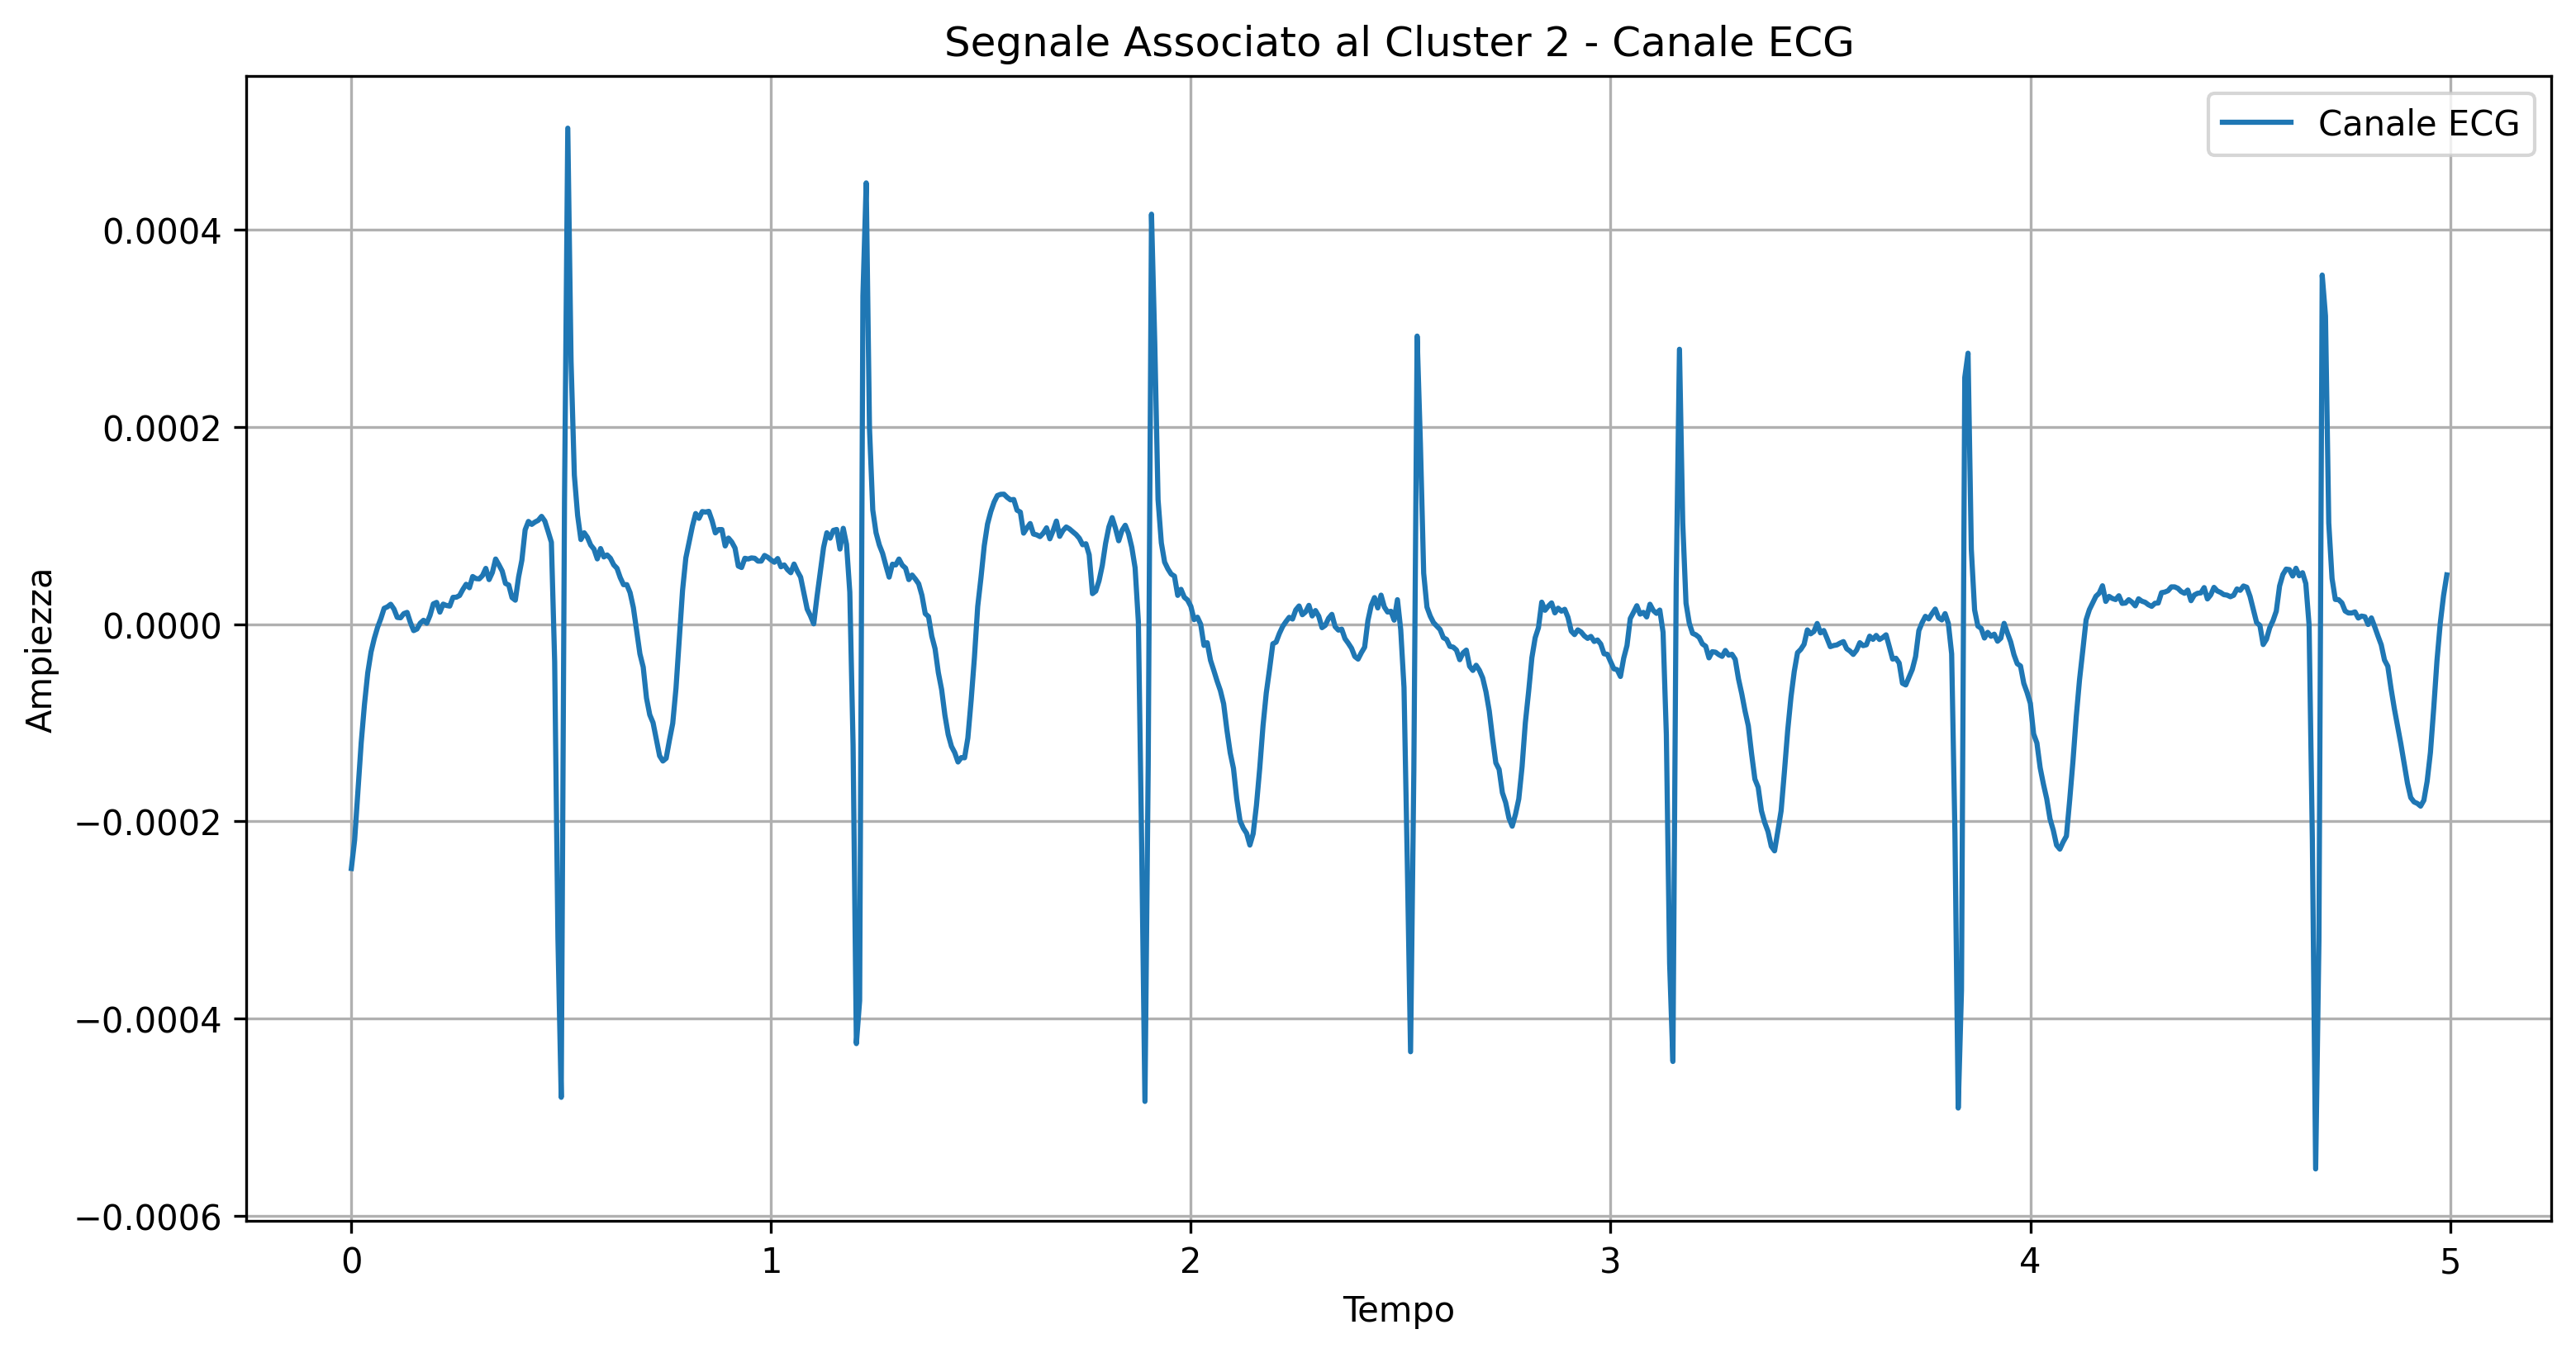 Segnale Associato al Cluster 2 - Canale ECG
Canale ECG
Ampiezza
0.0004
0.0002
0.0000
−0.0002
−0.0004
−0.0006
0 1 2 3 4 5
Tempo